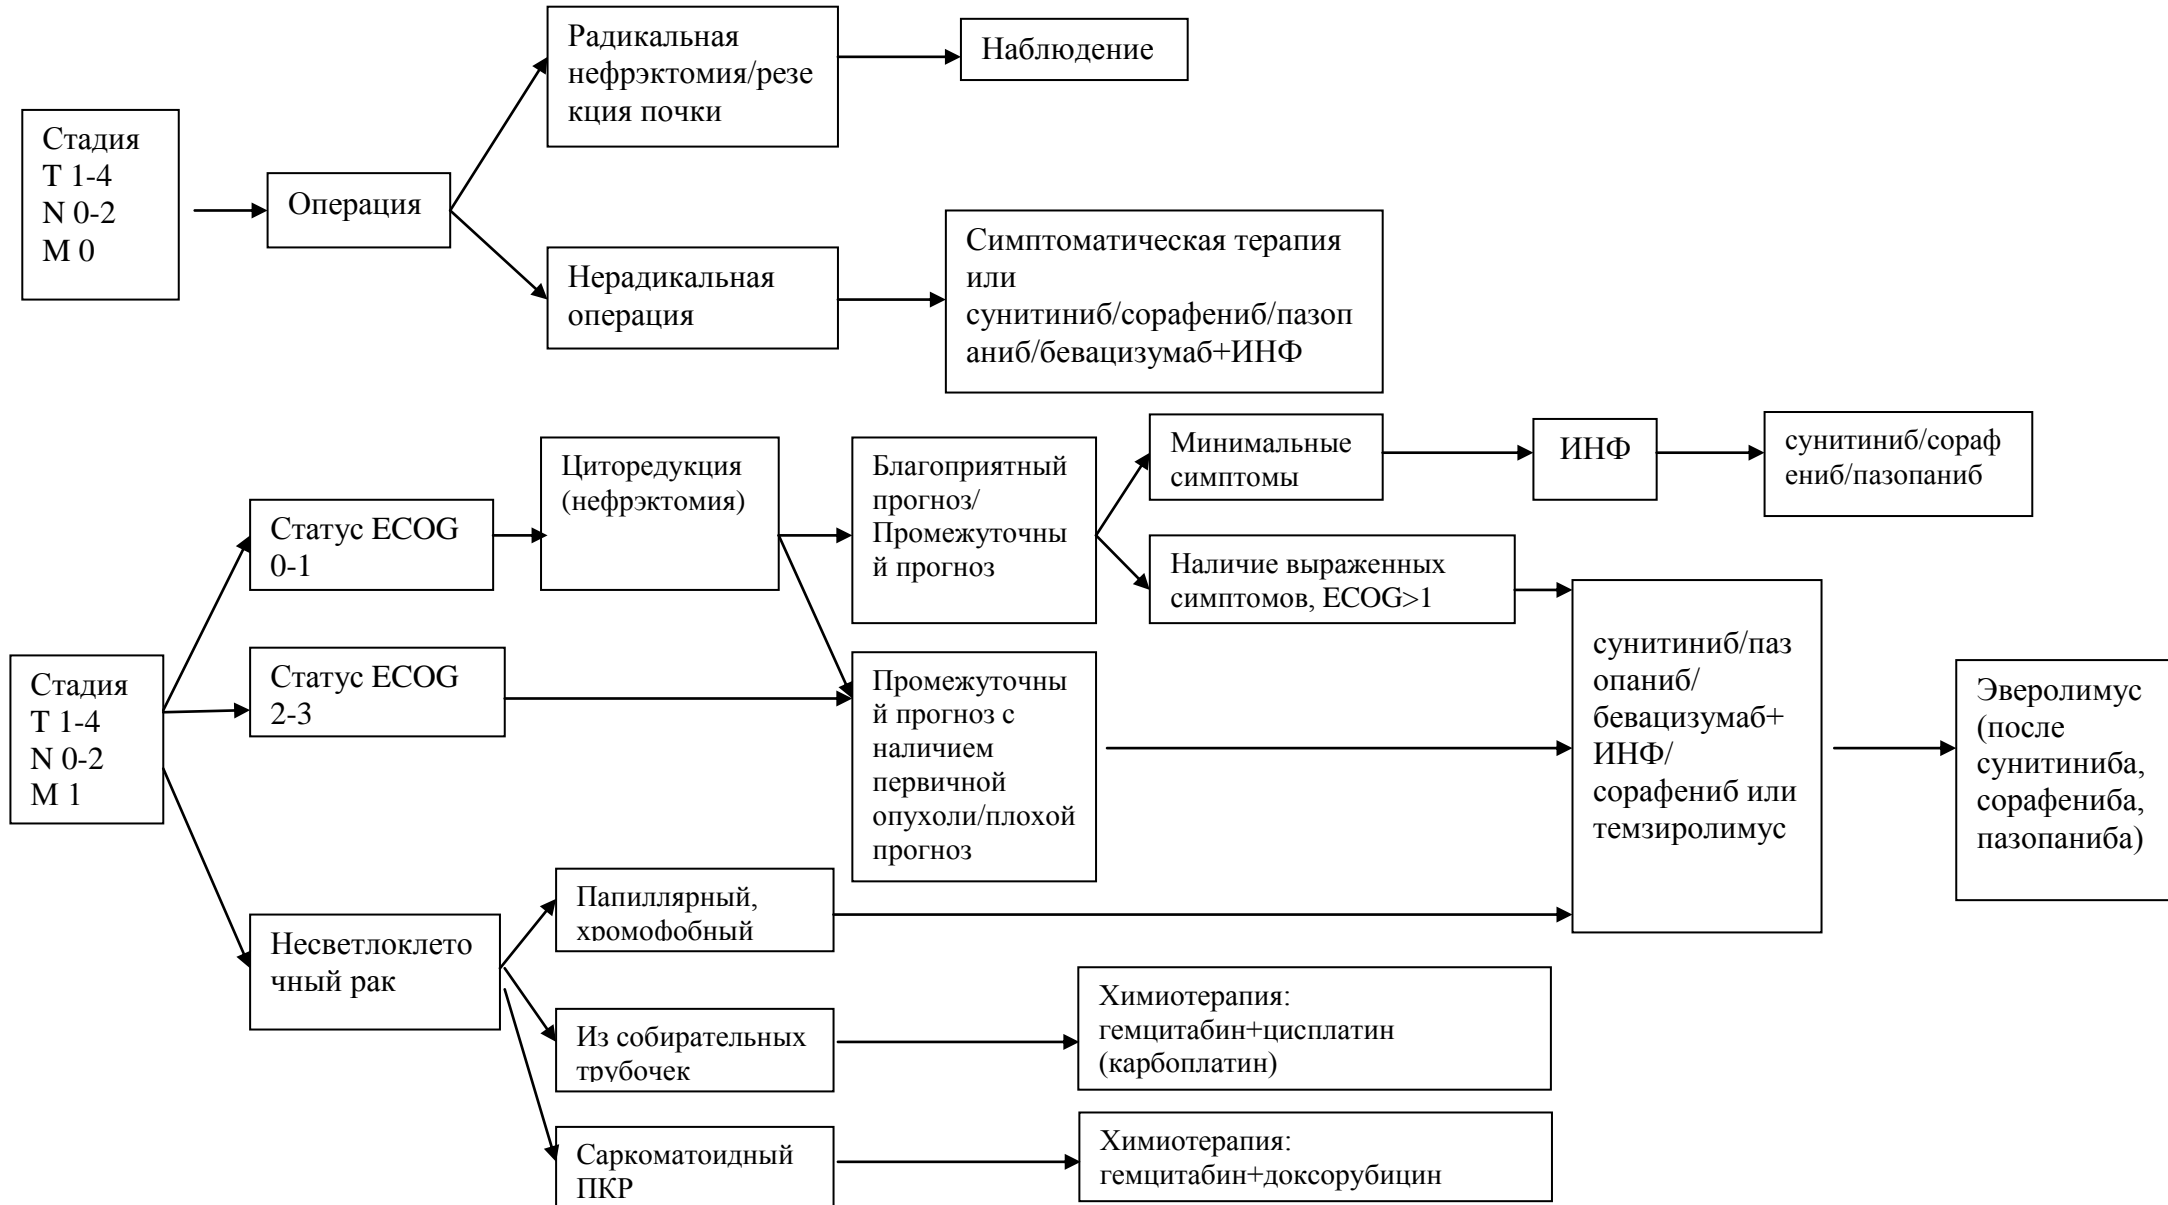 Радикальная
нефрэктомия/резе
кция почки
Наблюдение
Стадия
Т 1-4
N 0-2
М 0
Операция
Нерадикальная
операция
Симптоматическая терапия
или
сунитиниб/сорафениб/пазоп
аниб/бевацизумаб+ИНФ
Стадия
Т 1-4
N 0-2
М 1
Статус ECOG
0-1
Циторедукция
(нефрэктомия)
Благоприятный
прогноз/
Промежуточны
й прогноз
Минимальные
симптомы
ИНФ
сунитиниб/сораф
ениб/пазопаниб
Наличие выраженных
симптомов, ECOG>1
Статус ECOG
2-3
Промежуточны
й прогноз с
наличием
первичной
опухоли/плохой
прогноз
сунитиниб/паз
опаниб/
бевацизумаб+
ИНФ/
сорафениб или
темзиролимус
Эверолимус
(после
сунитиниба,
сорафениба,
пазопаниба)
Несветлоклето
чный рак
Папиллярный,
хромофобный
Из собирательных
трубочек
Химиотерапия:
гемцитабин+цисплатин
(карбоплатин)
Саркоматоидный
ПКР
Химиотерапия:
гемцитабин+доксорубицин